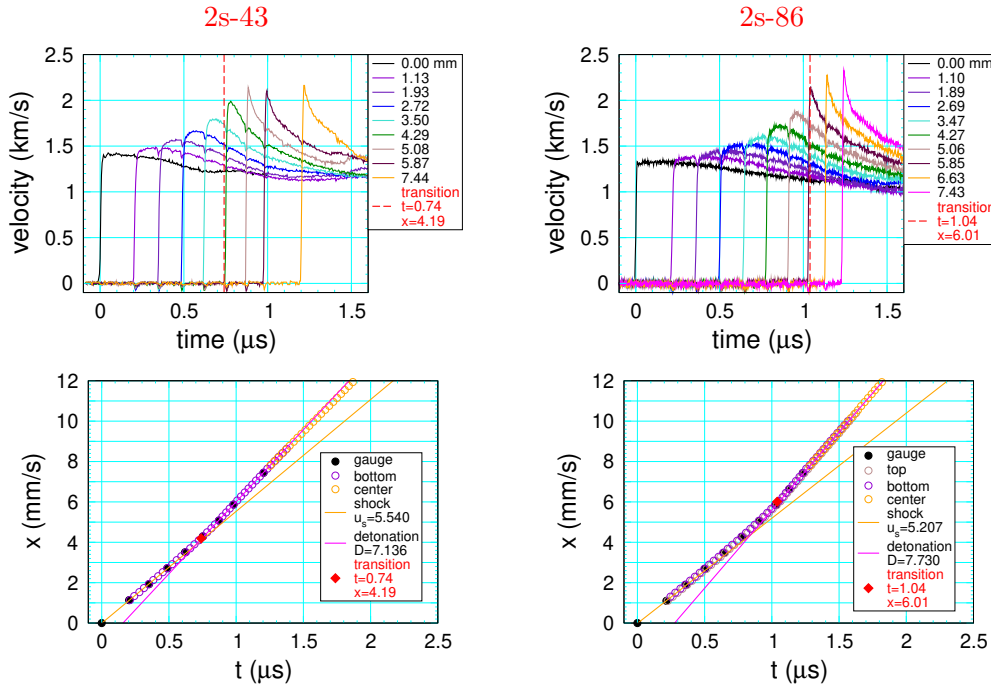 2s-43
velocity (km/s)
2.5
2
1.5
1
0.5
0
0 0.5 1 1.5
time (μs)
0.00 mm
1.13
1.93
2.72
3.50
4.29
5.08
5.87
7.44
transition
t=0.74
x=4.19
2s-86
velocity (km/s)
2.5
2
1.5
1
0.5
0
0 0.5 1 1.5
time (μs)
0.00 mm
1.10
1.89
2.69
3.47
4.27
5.06
5.85
6.63
7.43
transition
t=1.04
x=6.01
x (mm/s)
12
10
8
6
4
2
0
0 0.5 1 1.5 2 2.5
t (μs)
gauge
bottom
center
shock
u_s=5.540
detonation
D=7.136
transition
t=0.74
x=4.19
x (mm/s)
12
10
8
6
4
2
0
0 0.5 1 1.5 2 2.5
t (μs)
gauge
top
bottom
center
shock
u_s=5.207
detonation
D=7.730
transition
t=1.04
x=6.01